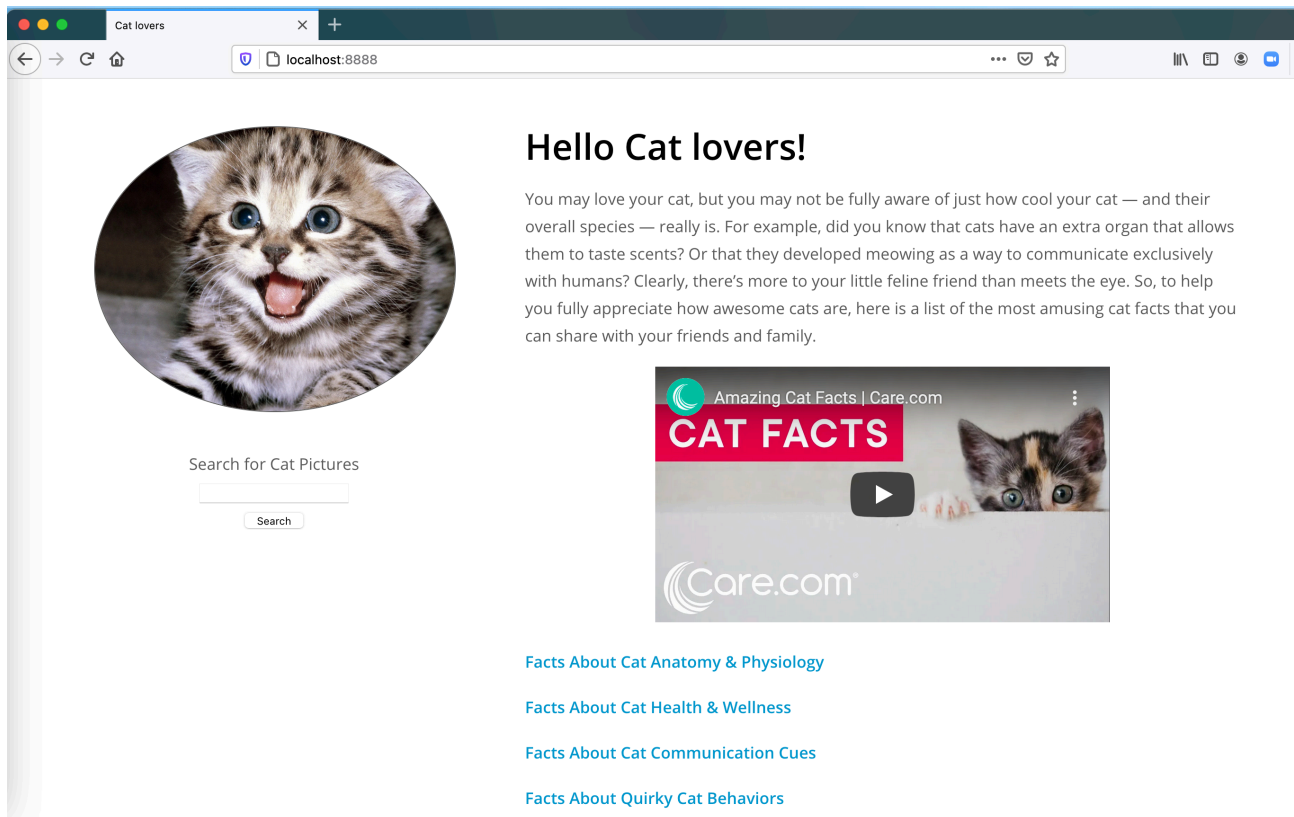 Cat lovers
localhost:8888
Hello Cat lovers!
You may love your cat, but you may not be fully aware of just how cool your cat — and their
overall species — really is. For example, did you know that cats have an extra organ that allows
them to taste scents? Or that they developed meowing as a way to communicate exclusively
with humans? Clearly, there’s more to your little feline friend than meets the eye. So, to help
you fully appreciate how awesome cats are, here is a list of the most amusing cat facts that you
can share with your friends and family.
Search for Cat Pictures
Search
Amazing Cat Facts | Care.com
CAT FACTS
Care.com®
Facts About Cat Anatomy & Physiology
Facts About Cat Health & Wellness
Facts About Cat Communication Cues
Facts About Quirky Cat Behaviors